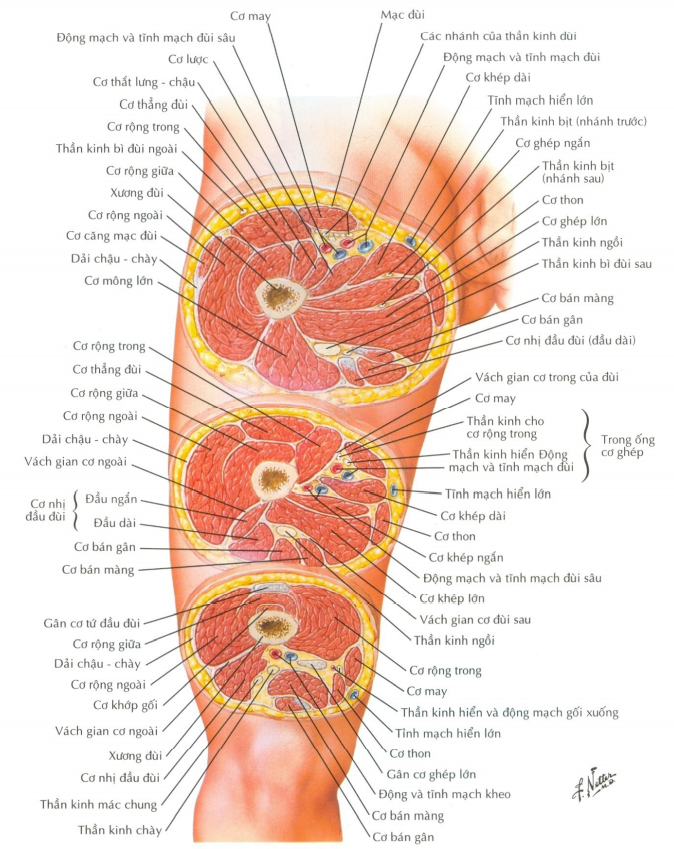 Cơ may
Động mạch và tĩnh mạch đùi sâu
Cơ lược
Cơ thắt lưng - chậu
Cơ thẳng đùi
Cơ rộng trong
Thần kinh bì đùi ngoài
Cơ rộng giữa
Xương đùi
Cơ rộng ngoài
Cơ căng mạc đùi
Dải chậu - chày
Cơ mông lớn
Mạc đùi
Các nhánh của thần kinh đùi
Động mạch và tĩnh mạch đùi
Cơ khép dài
Tĩnh mạch hiển lớn
Thần kinh bịt (nhánh trước)
Cơ ghép ngắn
Thần kinh bịt
(nhánh sau)
Cơ thon
Cơ ghép lớn
Thần kinh ngồi
Thần kinh bì đùi sau
Cơ bán màng
Cơ bán gân
Cơ nhị đầu đùi (đầu dài)
Cơ rộng trong
Cơ thẳng đùi
Cơ rộng giữa
Cơ rộng ngoài
Dải chậu - chày
Vách gian cơ ngoài
Cơ nhị
đầu đùi
Đầu ngắn
Đầu dài
Cơ bán gân
Cơ bán màng
Vách gian cơ trong của đùi
Cơ may
Thần kinh cho
cơ rộng trong
Thần kinh hiển Động
mạch và tĩnh mạch đùi
Trong ống
cơ ghép
Tĩnh mạch hiển lớn
Cơ khép dài
Cơ thon
Cơ khép ngắn
Động mạch và tĩnh mạch đùi sâu
Cơ khép lớn
Vách gian cơ đùi sau
Thần kinh ngồi
Gân cơ tứ đầu đùi
Cơ rộng giữa
Dải chậu - chày
Cơ rộng ngoài
Cơ khớp gối
Vách gian cơ ngoài
Xương đùi
Cơ nhị đầu đùi
Thần kinh mác chung
Thần kinh chày
Cơ rộng trong
Cơ may
Thần kinh hiển và động mạch gối xuống
Tỉnh mạch hiển lớn
Cơ thon
Gân cơ ghép lớn
Động và tĩnh mạch kheo
Cơ bán màng
Cơ bán gân
F. Netter
M.D.